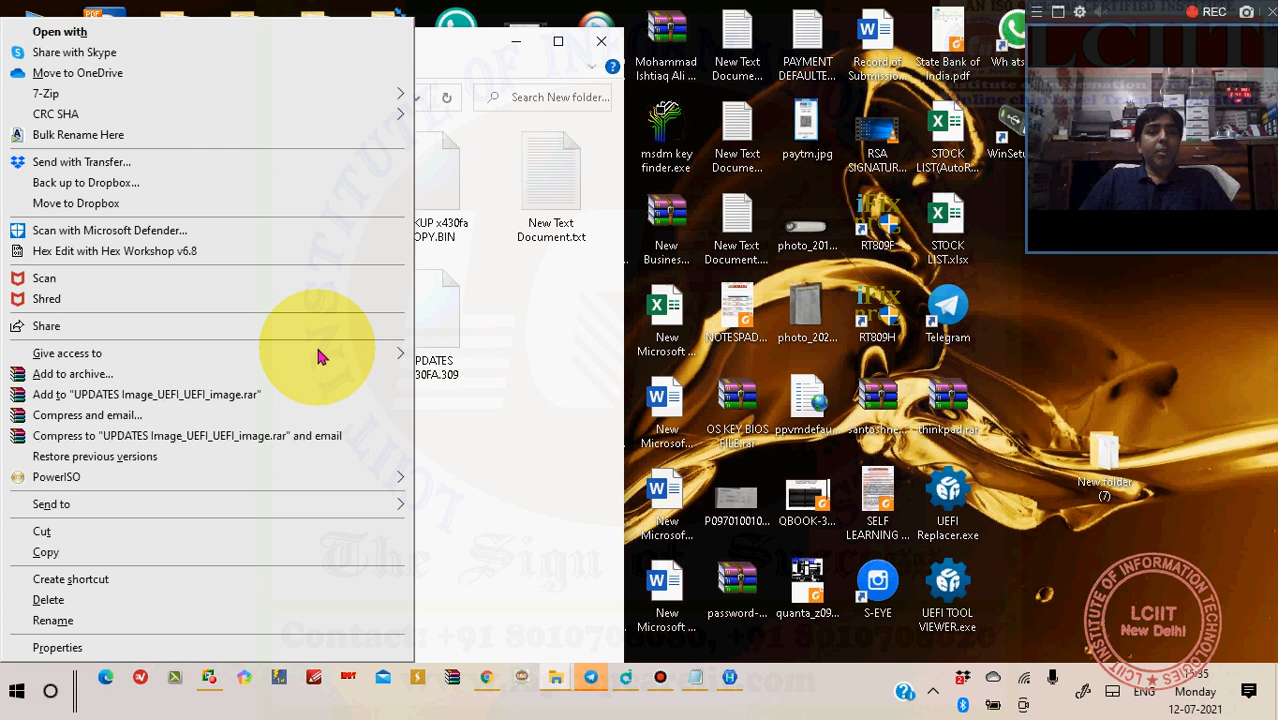 Open with
Share with Skype
Move to OneDrive
7-Zip
CRC SHA
Bulk Rename Here
Send with Transfer...
Back up to Dropbox...
Move to Dropbox
Scan with Microsoft Defender...
Hex Edit with Hex Workshop v6.8
Scan
Shred
Share
Give access to
Add to archive...
Add to "UPDATES Image_UEFI_UEFI_image.rar"
Compress and email...
Compress to "UPDATES Image_UEFI_UEFI_image.rar" and email
Restore previous versions
PowerISO
Send to
Cut
Copy
Create shortcut
Delete
Rename
Properties
Search New folder...
New Text
Document.txt
Mohammad
Ishtiaq Ali ...
New Text
Docume...
PAYMENT
DEFAULTE...
Record of
Submissio...
State Bank of
India.pdf
msdm key
finder.exe
New Text
Docume...
paytm.jpg
RSA
SIGNATUR...
STOCK
LIST(AutoR...
WinSetu
New
Busines...
New Text
Document....
photo_201...
RT809F
STOCK
LIST.xlsx
New
Microsoft ...
NOTESPAD...
photo_202...
RT809H
Telegram
New
Microsof...
OS KEY BIOS
FILE.rar
ppvmdefau...
santoshne...
thinkpad.rar
New folder
(7)
New
Microsof...
P097010010...
QBOOK-3...
SELF
LEARNING ...
UEFI
Replacer.exe
New
Microsof...
password-...
quanta_z09...
S-EYE
UEFI TOOL
VIEWER.exe
REC
INSTITUTE OF INFORMATION TECHNOLOGIES
LCIIT
New Delhi
ENG
Monday
12-07-2021